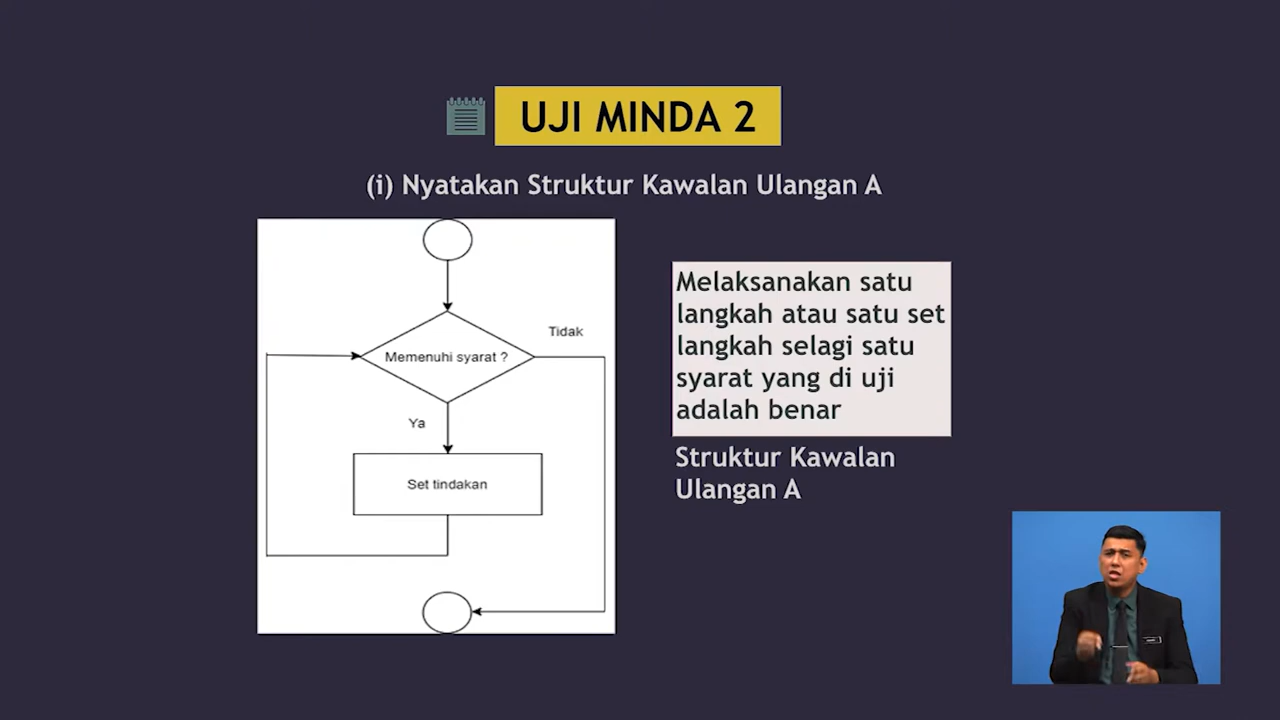 UJI MINDA 2
(i) Nyatakan Struktur Kawalan Ulangan A
Tidak
Memenuhi syarat ?
Ya
Set tindakan
Melaksanakan satu
langkah atau satu set
langkah selagi satu
syarat yang di uji
adalah benar
Struktur Kawalan
Ulangan A